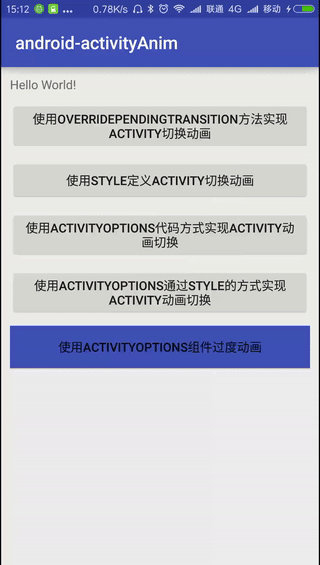 15:12 ... 0.78K/s 联通 4G 移动
android-activityAnim
Hello World!
使用OVERRIDEPENDINGTRANSITION方法实现
ACTIVITY切换动画
使用STYLE定义ACTIVITY切换动画
使用ACTIVITYOPTIONS代码方式实现ACTIVITY动
画切换
使用ACTIVITYOPTIONS通过STYLE的方式实现
ACTIVITY动画切换
使用ACTIVITYOPTIONS组件过度动画